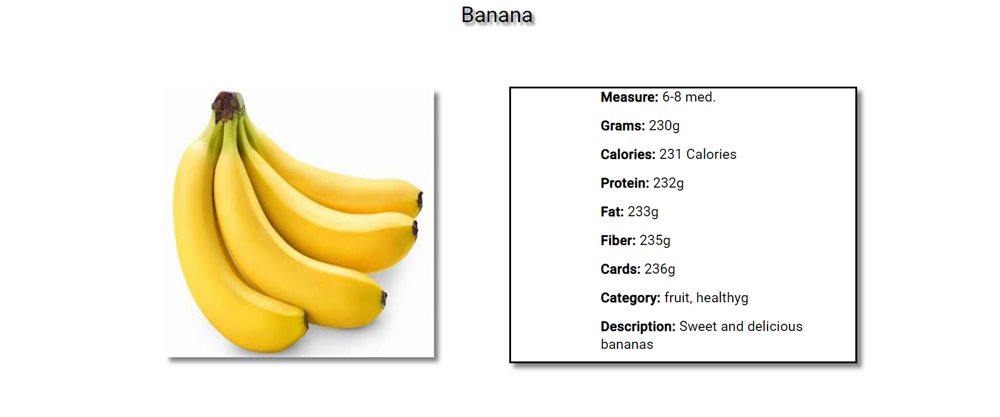 Banana
Measure: 6-8 med.
Grams: 230g
Calories: 231 Calories
Protein: 232g
Fat: 233g
Fiber: 235g
Cards: 236g
Category: fruit, healthyg
Description: Sweet and delicious
bananas